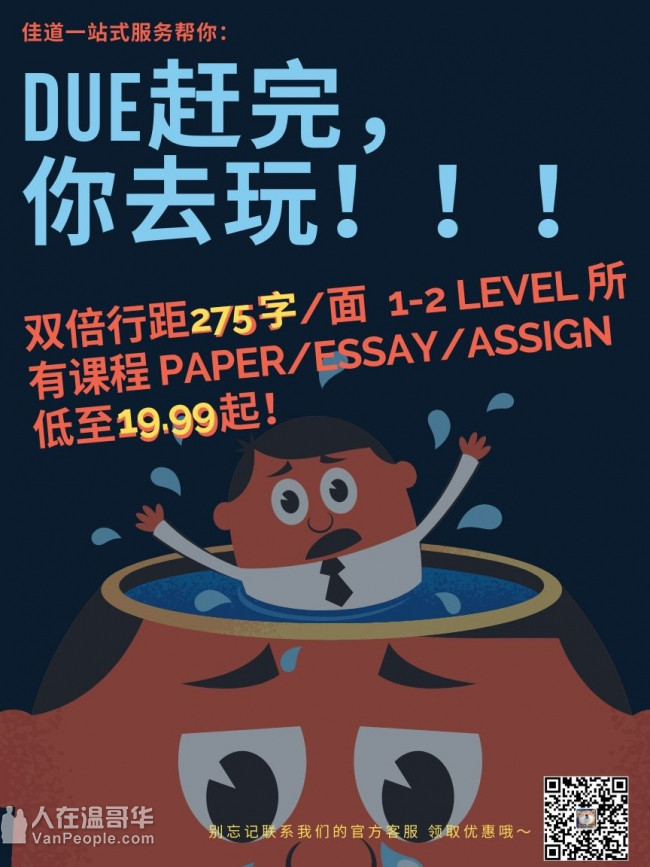 佳道一站式服务帮你：
DUE赶完，
你去玩！！！
双倍行距275字/面 1-2 LEVEL 所
有课程 PAPER/ESSAY/ASSIGN
低至19.99起！
别忘记联系我们的官方客服 领取优惠哦～
人在温哥华
VanPeople.com